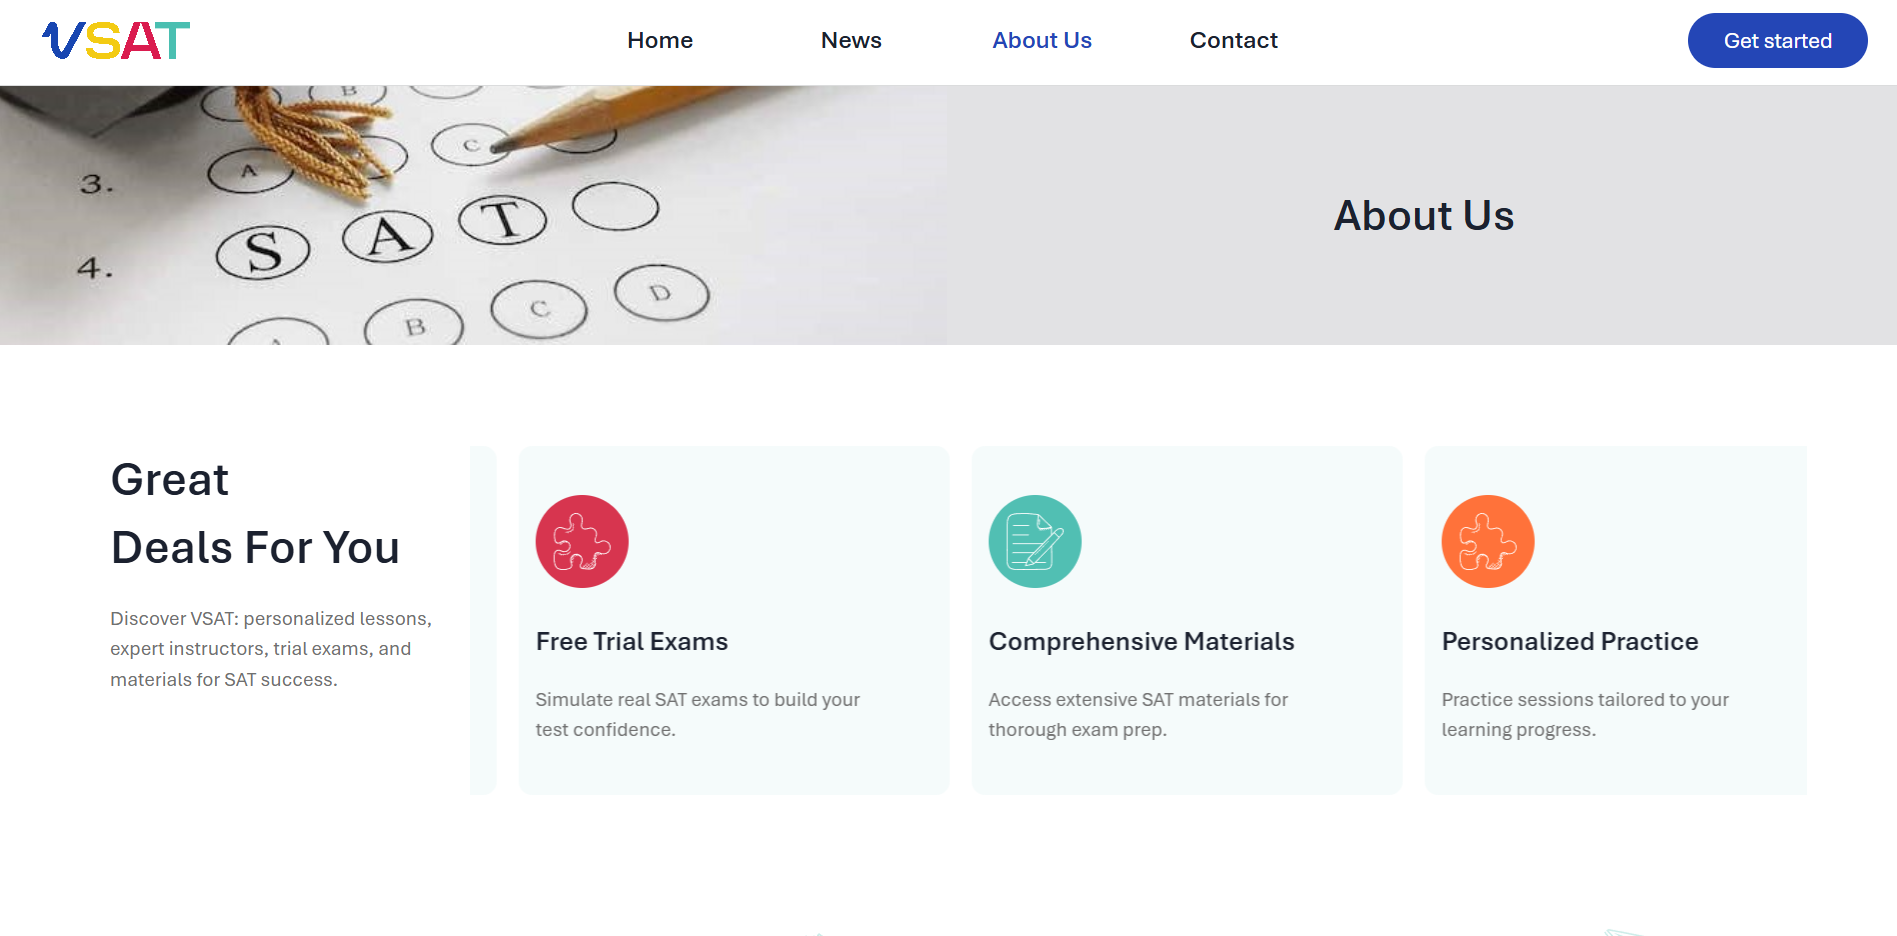 VSAT
Home
News
About Us
Contact
Get started
B
3.
A
C
S A T
4.
A B C D
About Us
Great
Deals For You
Discover VSAT: personalized lessons,
expert instructors, trial exams, and
materials for SAT success.
Free Trial Exams
Simulate real SAT exams to build your
test confidence.
Comprehensive Materials
Access extensive SAT materials for
thorough exam prep.
Personalized Practice
Practice sessions tailored to your
learning progress.